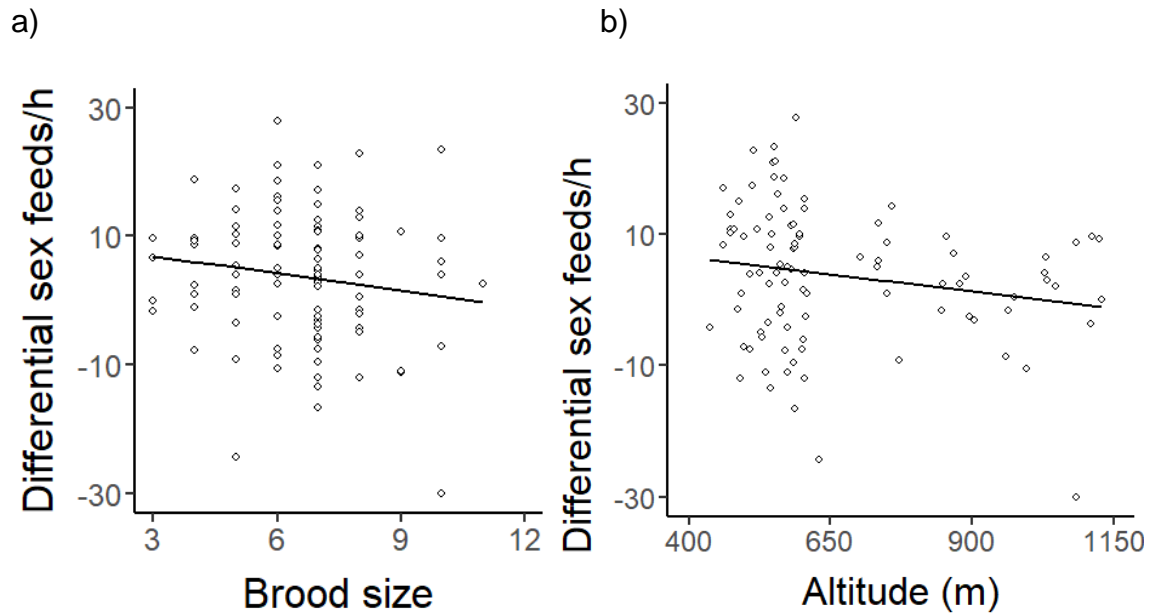 a)
Differential sex feeds/h
30
10
-10
-30
3
6
9
12
Brood size
b)
Differential sex feeds/h
30
10
-10
-30
400
650
900
1150
Altitude (m)